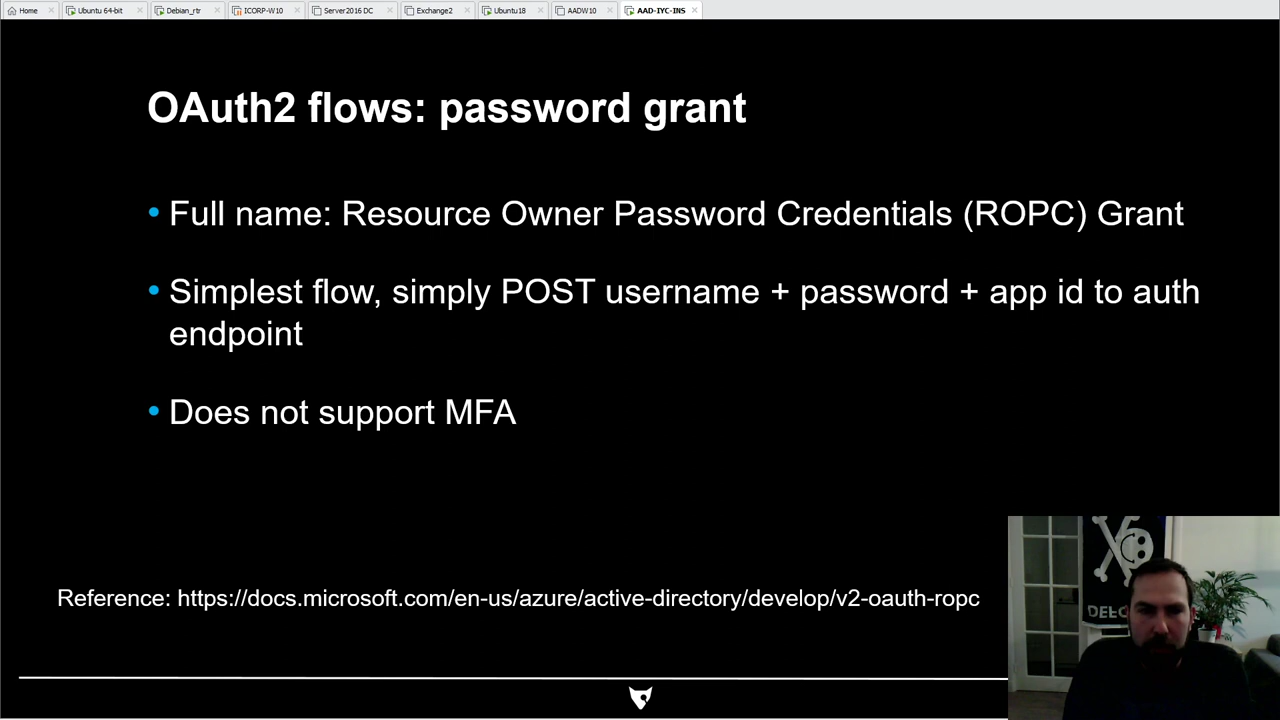 Home Ubuntu 64-bit Debian_rtr ICORP-W10 Server2016 DC Exchange2 Ubuntu18 AADW10 AAD-IYC-INS
OAuth2 flows: password grant
• Full name: Resource Owner Password Credentials (ROPC) Grant
• Simplest flow, simply POST username + password + app id to auth
endpoint
• Does not support MFA
Reference: https://docs.microsoft.com/en-us/azure/active-directory/develop/v2-oauth-ropc